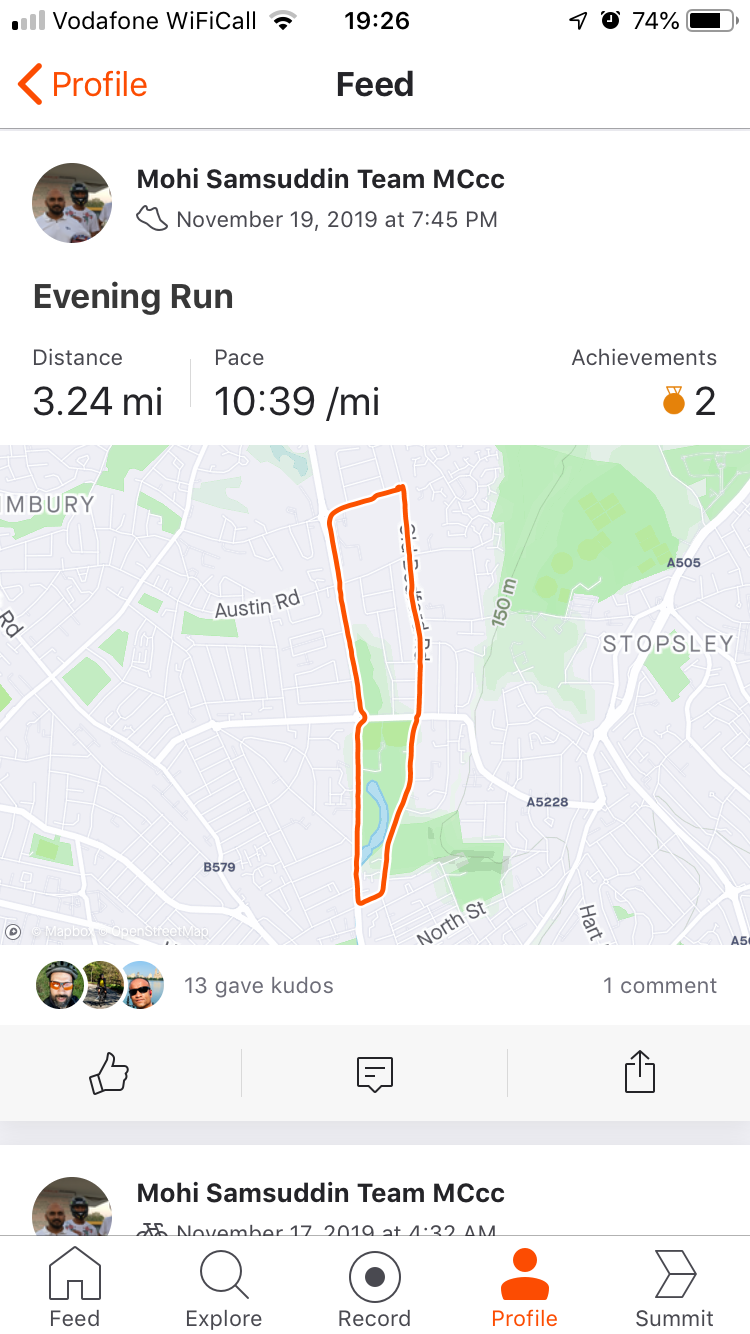 Vodafone WiFiCall 19:26 74%
Profile Feed
Mohi Samsuddin Team MCcc
November 19, 2019 at 7:45 PM
Evening Run
Distance Pace Achievements
3.24 mi 10:39 /mi 2
IMBURY
A505
Austin Rd
150 m
Rd
STOPSLEY
A5228
B579
North St
Hart
A50
© Mapbox © OpenStreetMap
13 gave kudos 1 comment
Mohi Samsuddin Team MCcc
November 17, 2019 at 4:32 AM
Feed Explore Record Profile Summit